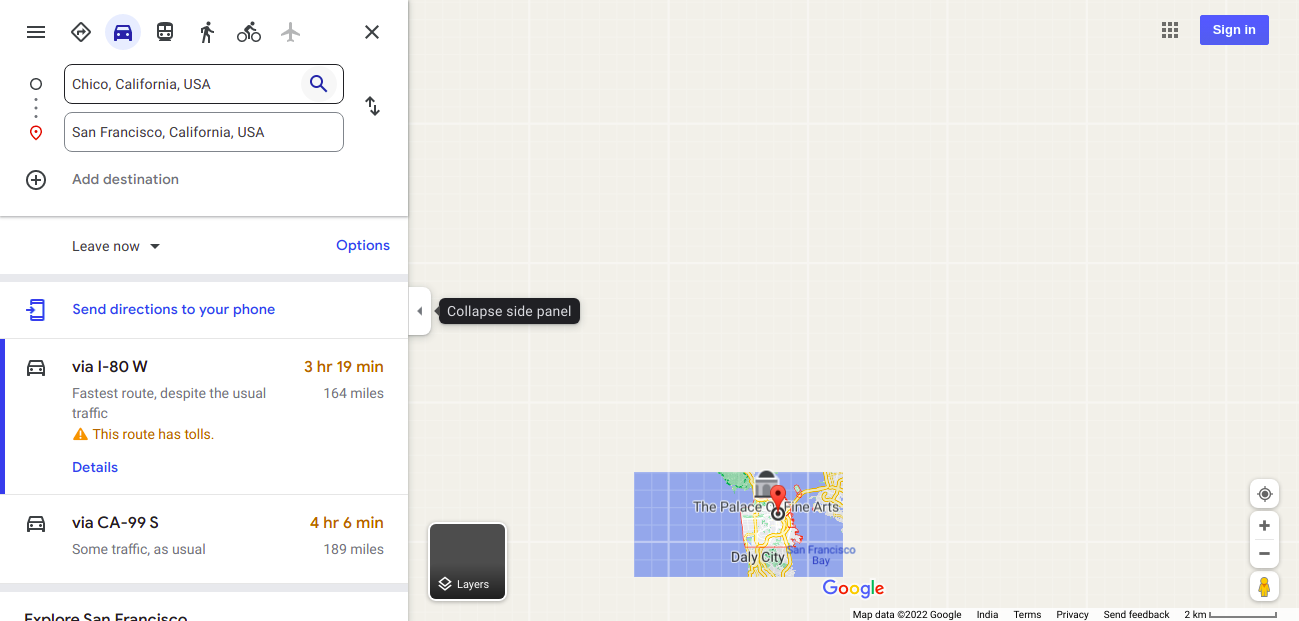 Sign in
Chico, California, USA
San Francisco, California, USA
Add destination
Leave now
Options
Send directions to your phone
Collapse side panel
via I-80 W
3 hr 19 min
Fastest route, despite the usual
traffic
164 miles
This route has tolls.
Details
via CA-99 S
4 hr 6 min
Some traffic, as usual
189 miles
Explore San Francisco
Layers
The Palace Of Fine Arts
Daly City
San Francisco
Bay
Google
Map data ©2022 Google
India
Terms
Privacy
Send feedback
2 km